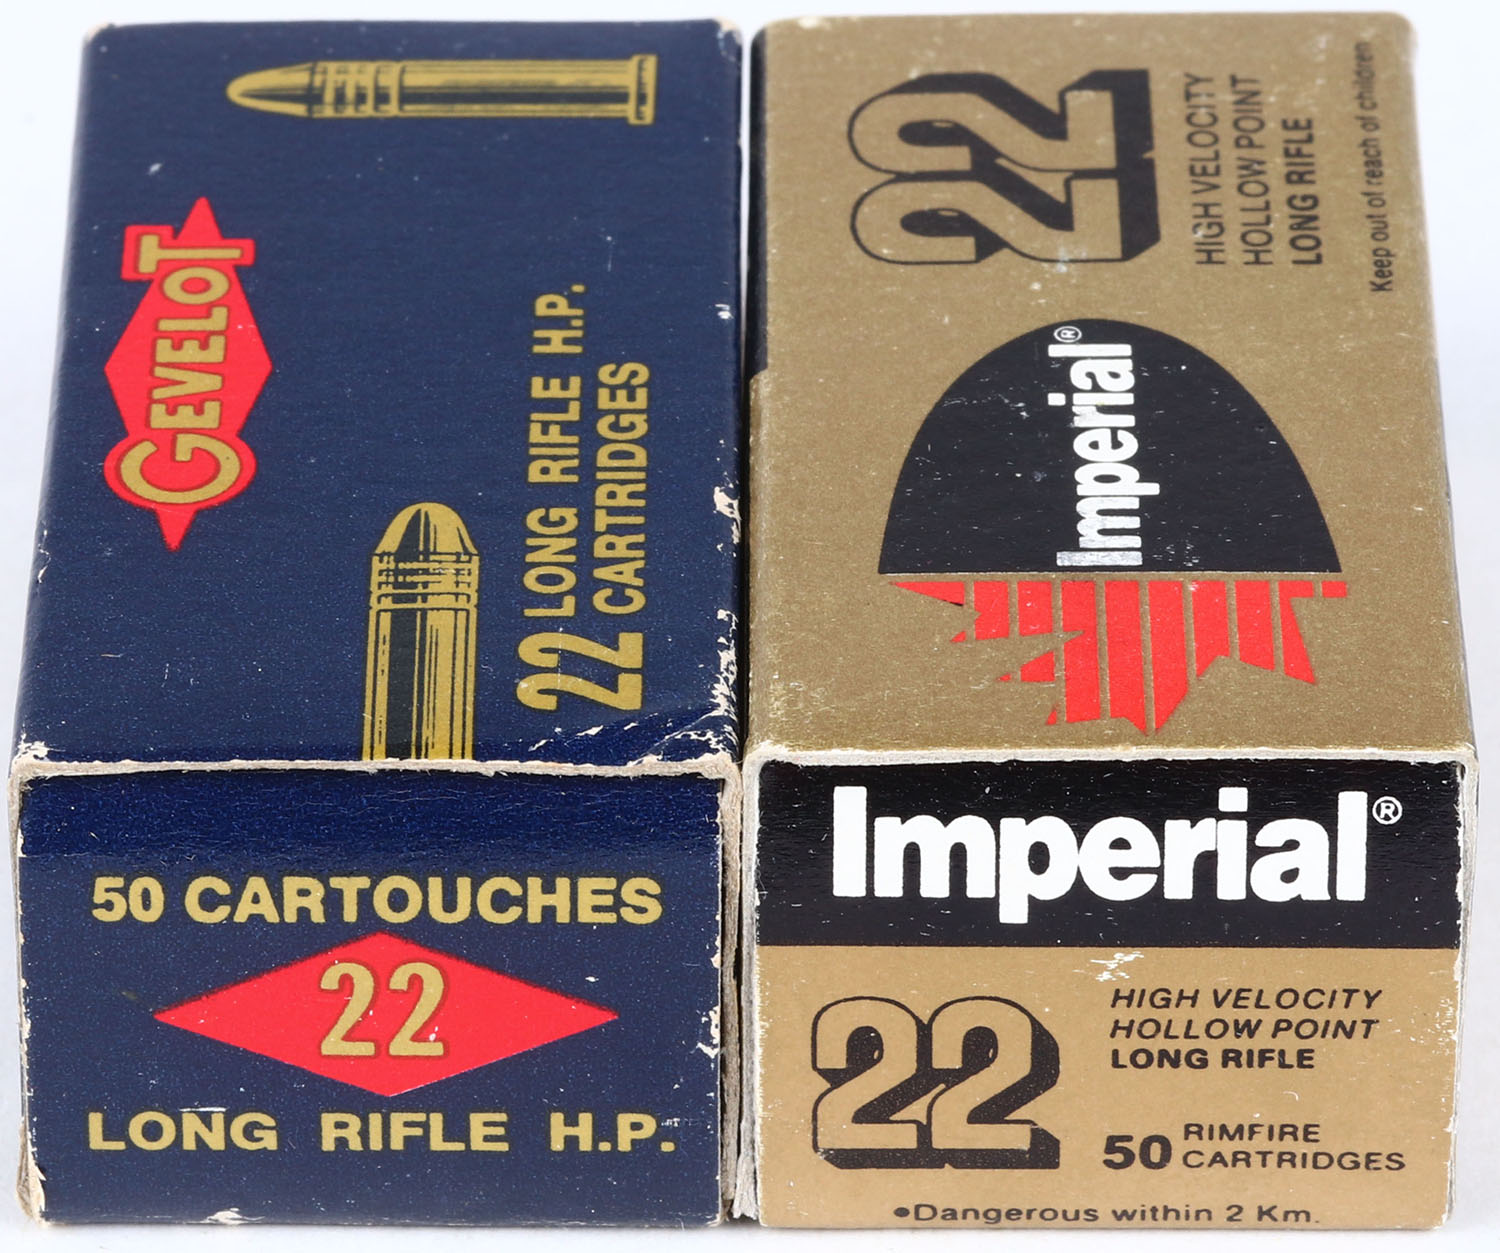 GEVELOT
22 LONG RIFLE H.P.
22 CARTRIDGES
50 CARTOUCHES
22
LONG RIFLE H.P.
22
HIGH VELOCITY
HOLLOW POINT
LONG RIFLE
Keep out of reach of children
Imperial®
Imperial®
22
HIGH VELOCITY
HOLLOW POINT
LONG RIFLE
50 RIMFIRE
CARTRIDGES
•Dangerous within 2 Km.